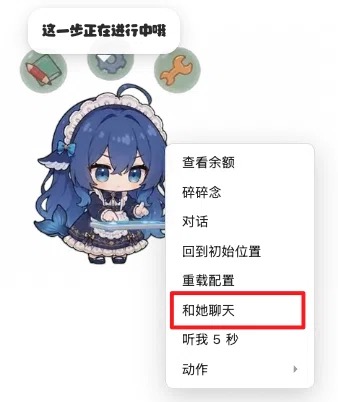 这一步正在进行中哦
查看余额
碎碎念
对话
回到初始位置
重载配置
和她聊天
听我 5 秒
动作